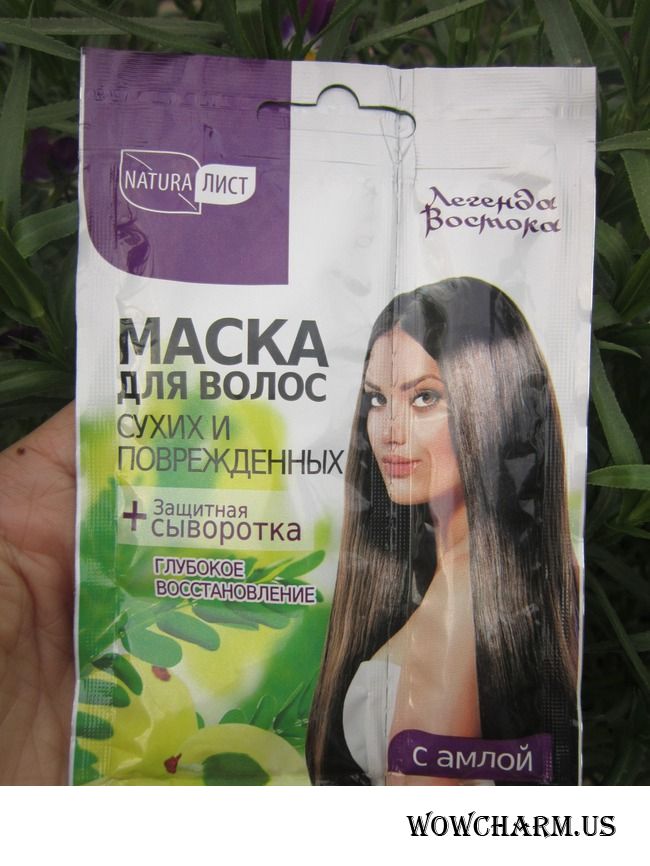 NATURA ЛИСТ
Легенда
Востока
МАСКА
ДЛЯ ВОЛОС
СУХИХ И
ПОВРЕЖДЕННЫХ
+ Защитная
сыворотка
ГЛУБОКОЕ
ВОССТАНОВЛЕНИЕ
С АМЛОЙ
WOWCHARM.US